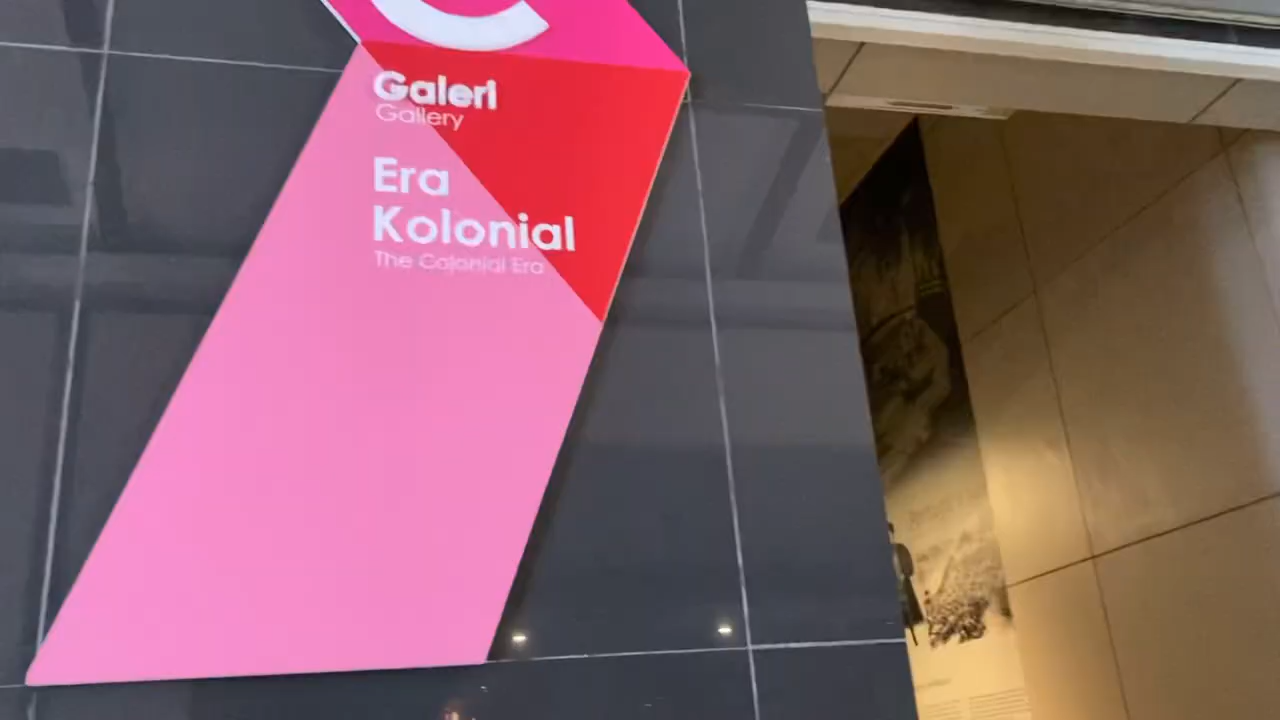 C
Galeri
Gallery
Era
Kolonial
The Colonial Era